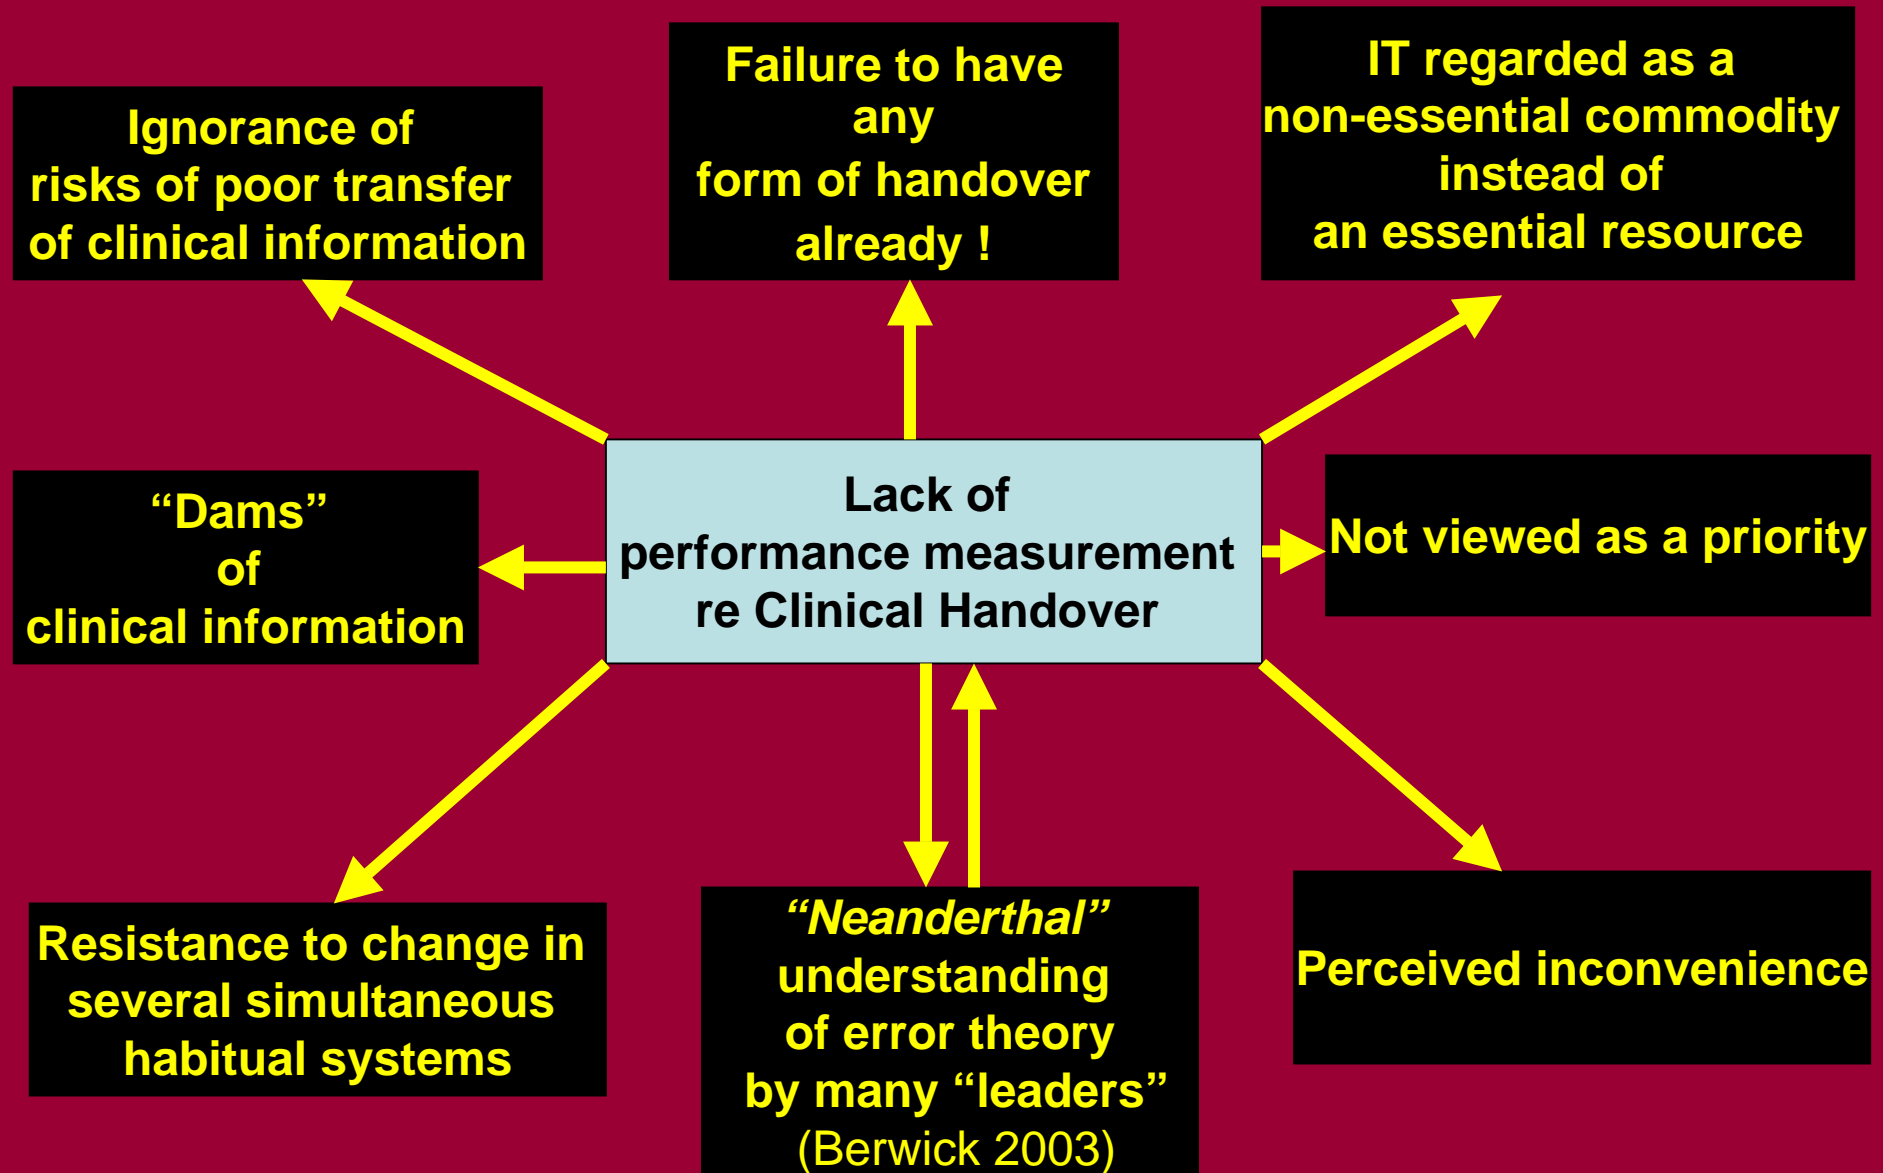 Ignorance of
risks of poor transfer
of clinical information
Failure to have
any
form of handover
already !
IT regarded as a
non-essential commodity
instead of
an essential resource
“Dams”
of
clinical information
Lack of
performance measurement
re Clinical Handover
Not viewed as a priority
Resistance to change in
several simultaneous
habitual systems
“Neanderthal”
understanding
of error theory
by many “leaders”
(Berwick 2003)
Perceived inconvenience